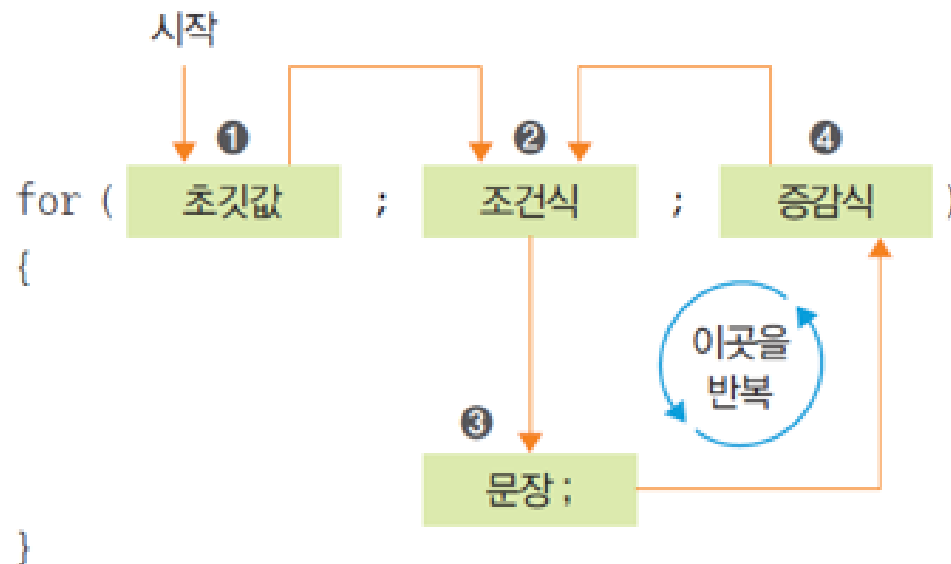 시작
❶ ❷ ❹
for ( 초깃값 ; 조건식 ; 증감식 )
{
이곳을
반복
❸
문장 ;
}